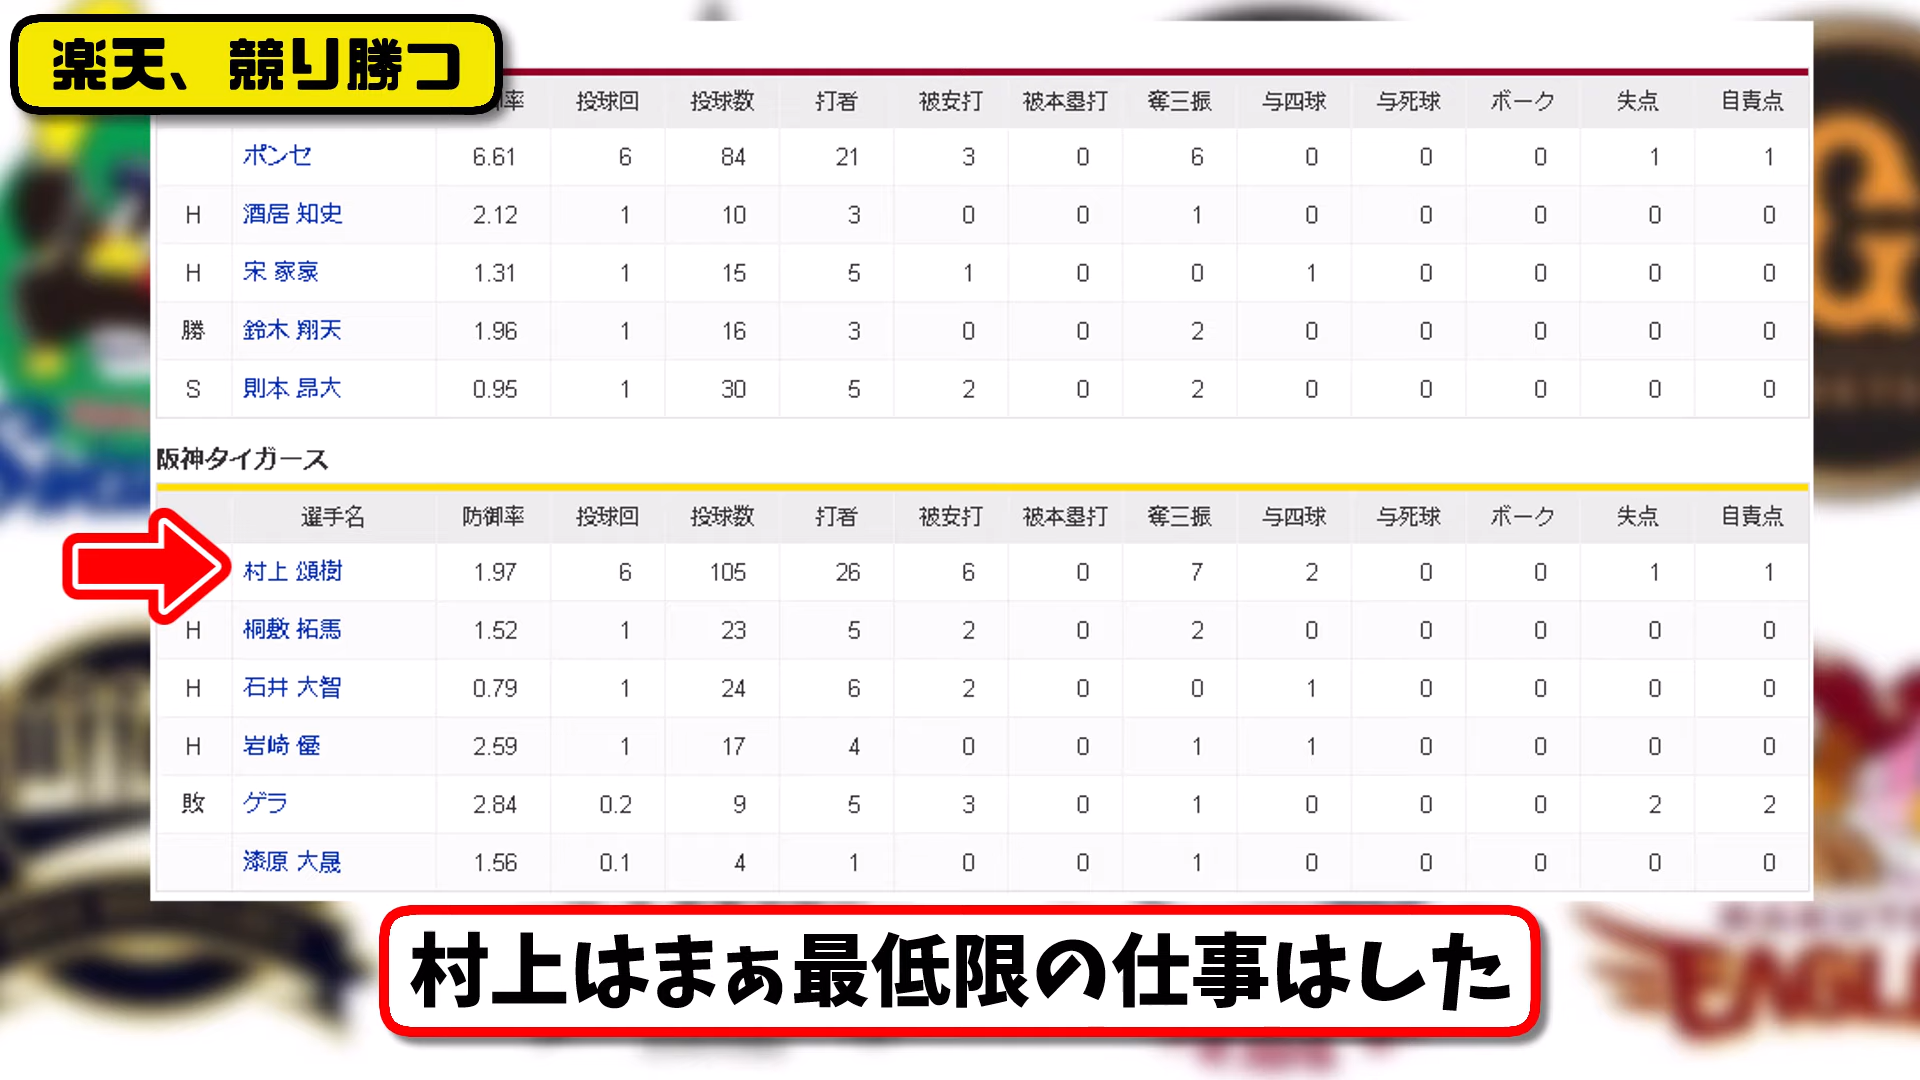 楽天、競り勝つ
率 投球回 投球数 打者 被安打 被本塁打 奪三振 与四球 与死球 ボーク 失点 自責点
ポンセ 6.61 6 84 21 3 0 6 0 0 0 1 1
H 酒居 知史 2.12 1 10 3 0 0 1 0 0 0 0 0
H 宋 家豪 1.31 1 15 5 1 0 0 1 0 0 0 0
勝 鈴木 翔天 1.96 1 16 3 0 0 2 0 0 0 0 0
S 則本 昂大 0.95 1 30 5 2 0 2 0 0 0 0 0
阪神タイガース
選手名 防御率 投球回 投球数 打者 被安打 被本塁打 奪三振 与四球 与死球 ボーク 失点 自責点
村上 頌樹 1.97 6 105 26 6 0 7 2 0 0 1 1
H 桐敷 拓馬 1.52 1 23 5 2 0 2 0 0 0 0 0
H 石井 大智 0.79 1 24 6 2 0 0 1 0 0 0 0
H 岩崎 優 2.59 1 17 4 0 0 1 1 0 0 0 0
敗 ゲラ 2.84 0.2 9 5 3 0 1 0 0 0 2 2
漆原 大晟 1.56 0.1 4 1 0 0 1 0 0 0 0 0
村上はまぁ最低限の仕事はした